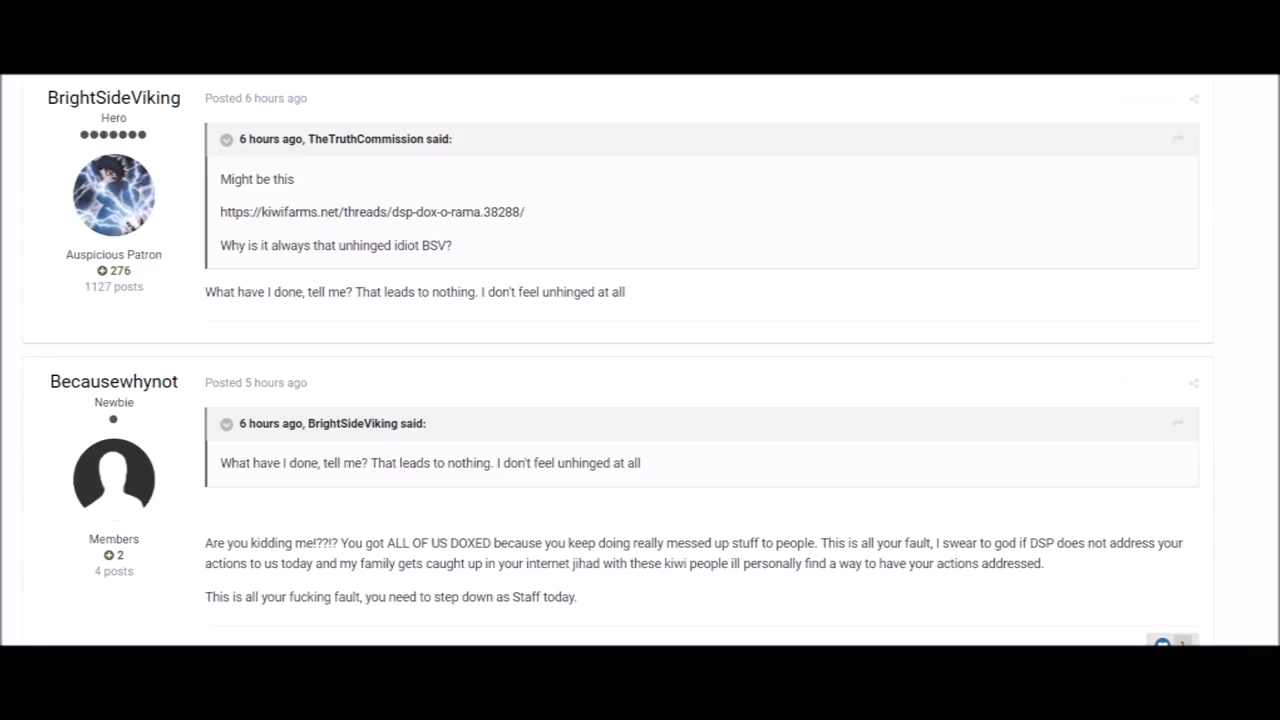 BrightSideViking
Posted 6 hours ago
Hero
6 hours ago, TheTruthCommission said:
Might be this
https://kiwifarms.net/threads/dsp-dox-o-rama.38288/
Why is it always that unhinged idiot BSV?
Auspicious Patron
276
1127 posts
What have I done, tell me? That leads to nothing. I don't feel unhinged at all
Becausewhynot
Posted 5 hours ago
Newbie
6 hours ago, BrightSideViking said:
What have I done, tell me? That leads to nothing. I don't feel unhinged at all
Members
2
4 posts
Are you kidding me!??!? You got ALL OF US DOXED because you keep doing really messed up stuff to people. This is all your fault, I swear to god if DSP does not address your
actions to us today and my family gets caught up in your internet jihad with these kiwi people ill personally find a way to have your actions addressed.
This is all your fucking fault, you need to step down as Staff today.